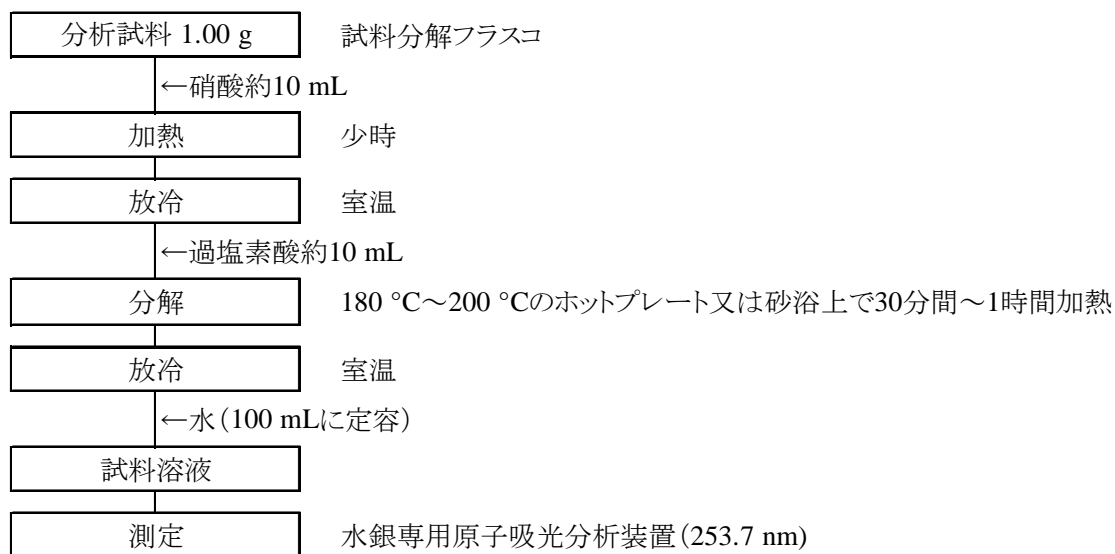 分析試料 1.00 g 試料分解フラスコ
←硝酸約10 mL
加熱 少時
放冷 室温
←過塩素酸約10 mL
分解 180 °C～200 °Cのホットプレート又は砂浴上で30分間～1時間加熱
放冷 室温
←水（100 mLに定容）
試料溶液
測定 水銀専用原子吸光分析装置（253.7 nm)